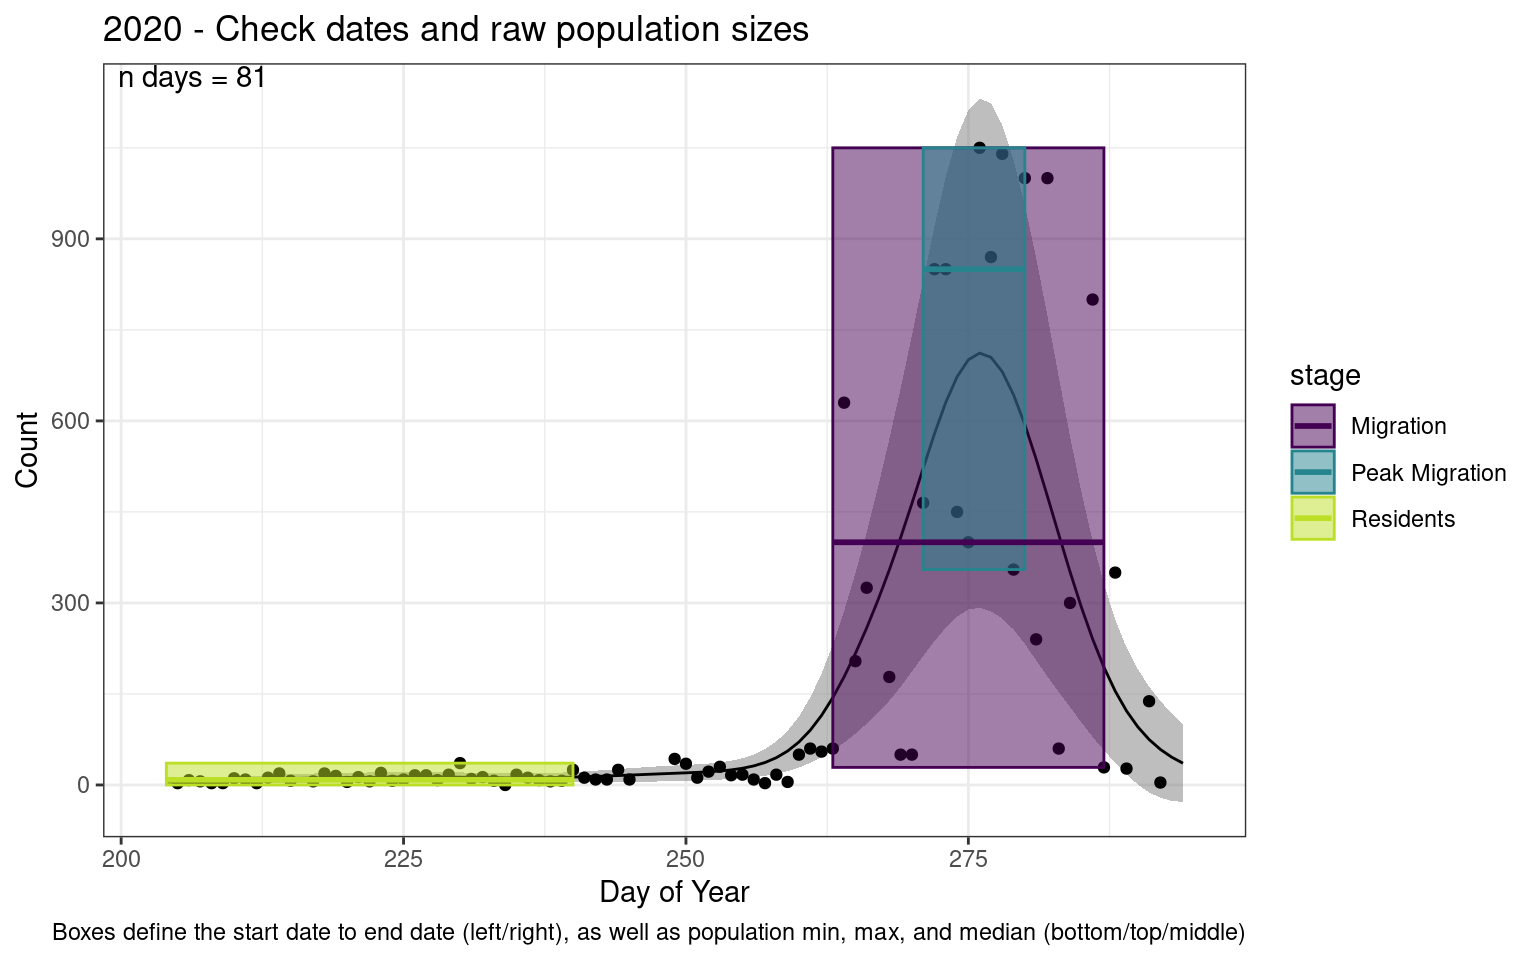 2020 - Check dates and raw population sizes
n days = 81
900
600
300
0
Count
200 225 250 275
Day of Year
stage
Migration
Peak Migration
Residents
Boxes define the start date to end date (left/right), as well as population min, max, and median (bottom/top/middle)